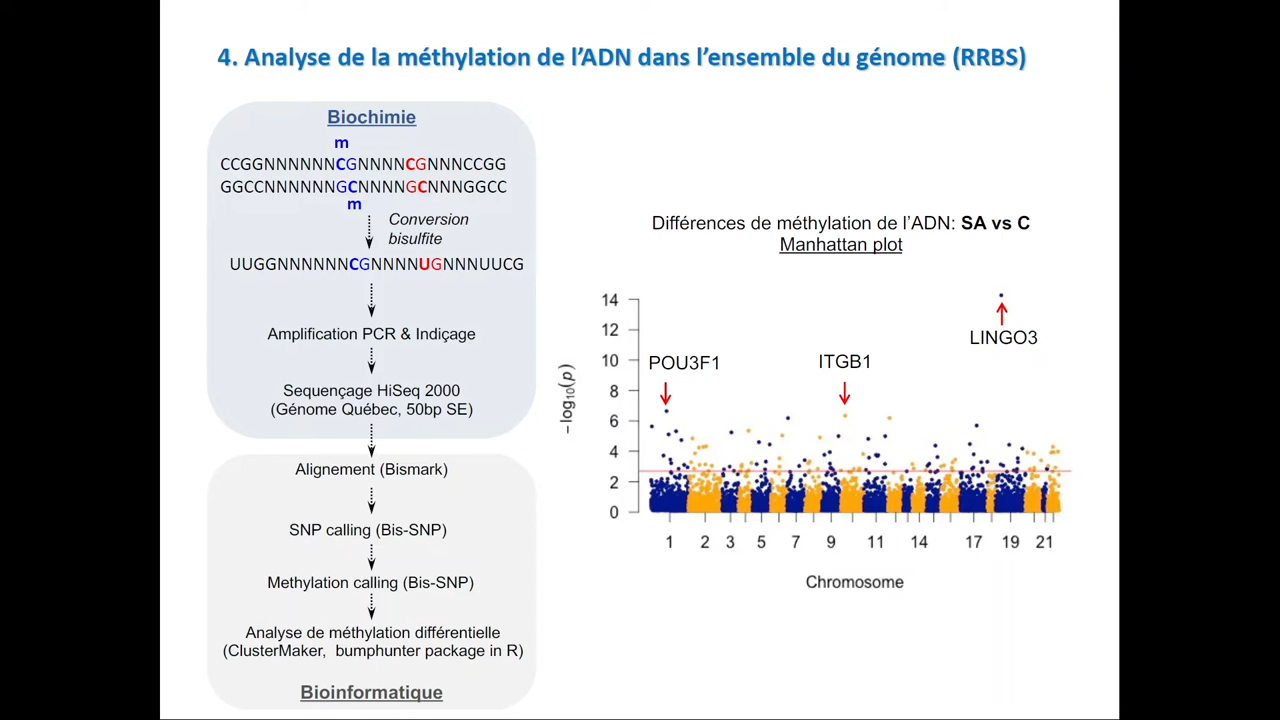 4. Analyse de la méthylation de l’ADN dans l’ensemble du génome (RRBS)
Biochimie
m
CCGGNNNNNNCGNNNNCGNNNCCGG
GGCCNNNNNNGCNNNNGCNNNGGCC
m
Conversion
bisulfite
UUGGNNNNNNCGNNNNUGNNNUUCG
Amplification PCR & Indiçage
Sequençage HiSeq 2000
(Génome Québec, 50bp SE)
Alignement (Bismark)
SNP calling (Bis-SNP)
Methylation calling (Bis-SNP)
Analyse de méthylation différentielle
(ClusterMaker, bumphunter package in R)
Bioinformatique
Différences de méthylation de l’ADN: SA vs C
Manhattan plot
14
12
10
8
6
4
2
0
−log10(p)
POU3F1
ITGB1
LINGO3
1 2 3 5 7 9 11 14 17 19 21
Chromosome